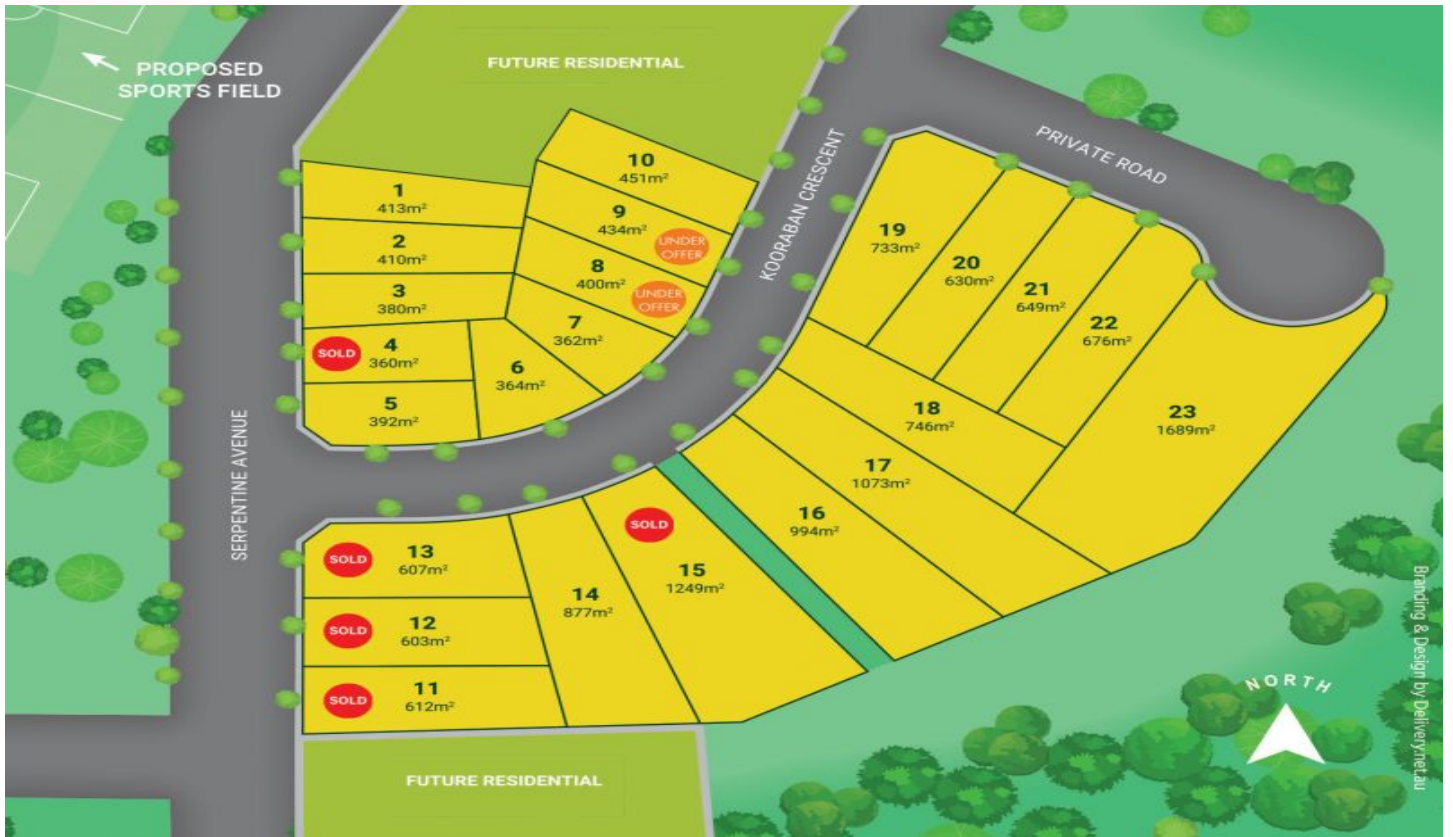 PROPOSED
SPORTS FIELD
FUTURE RESIDENTIAL
KOORABAN CRESCENT
PRIVATE ROAD
SERPENTINE AVENUE
1
413m²
2
410m²
3
380m²
SOLD
4
360m²
5
392m²
6
364m²
7
362m²
8
400m²
UNDER
OFFER
9
434m²
UNDER
OFFER
10
451m²
19
733m²
20
630m²
21
649m²
22
676m²
23
1689m²
18
746m²
17
1073m²
16
994m²
SOLD
15
1249m²
14
877m²
SOLD
13
607m²
SOLD
12
603m²
SOLD
11
612m²
FUTURE RESIDENTIAL
NORTH
Branding & Design by Delivery.net.au